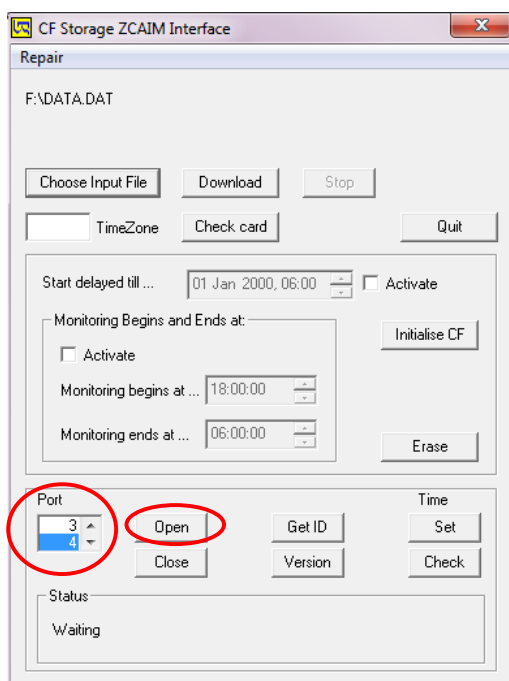 CF Storage ZCAIM Interface
Repair
F:\DATA.DAT
Choose Input File Download Stop
TimeZone Check card Quit
Start delayed till ... 01 Jan 2000, 06:00 Activate
Monitoring Begins and Ends at:
Initialise CF
Activate
Monitoring begins at ... 18:00:00
Monitoring ends at ... 06:00:00
Erase
Port Time
3 Open Get ID Set
4
Close Version Check
Status
Waiting